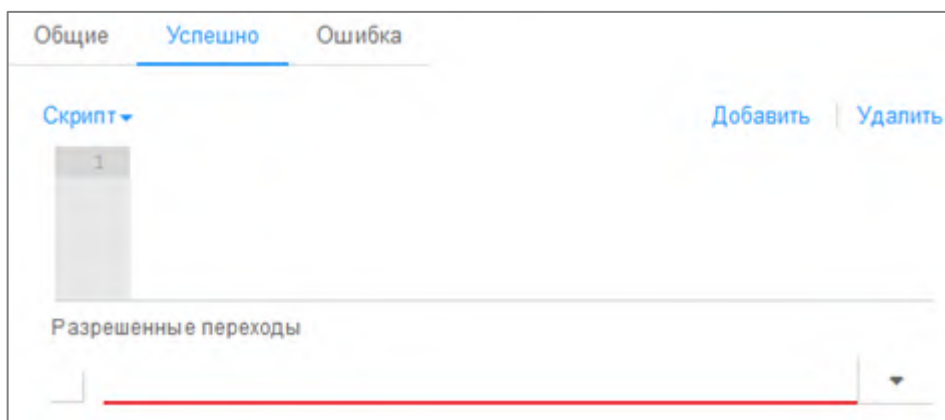 Общие Успешно Ошибка
Скрипт Добавить Удалить
1
Разрешенные переходы